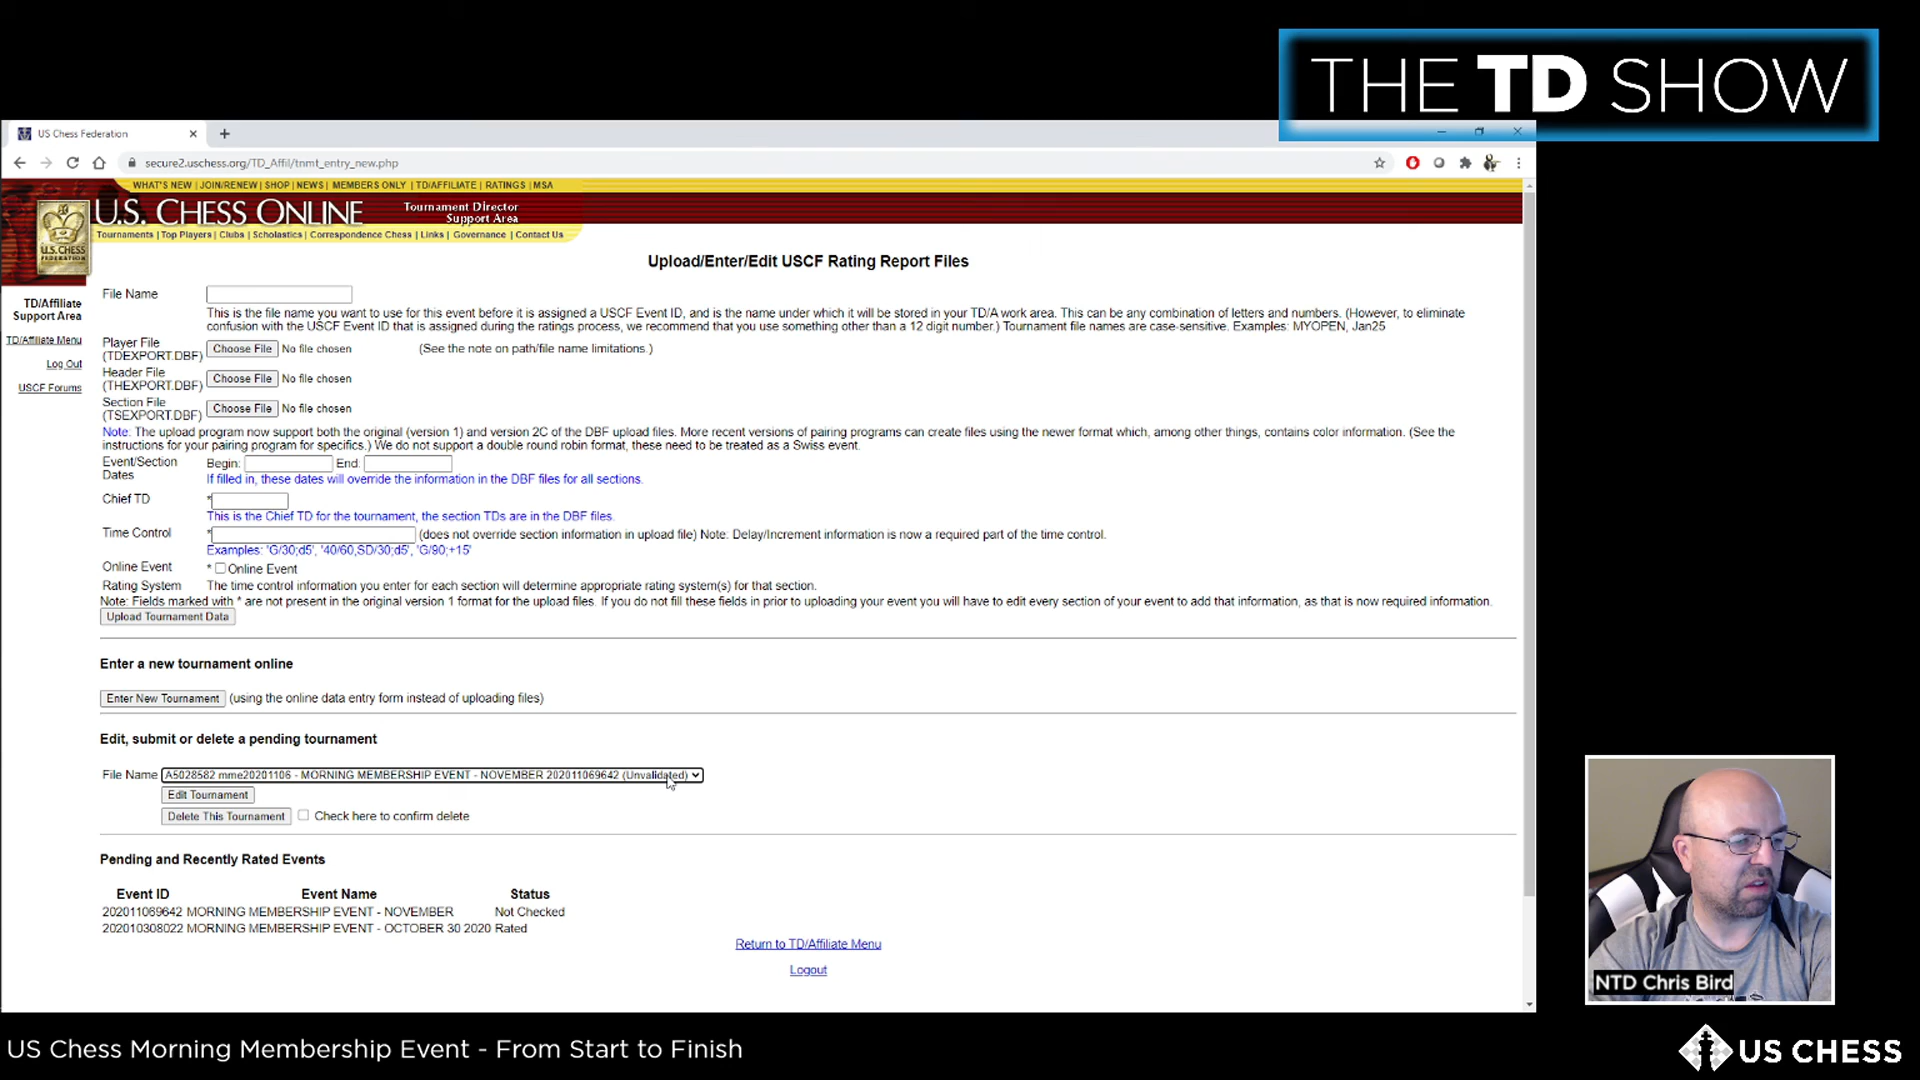 THE TD SHOW
US Chess Federation
secure2.uschess.org/TD_Affil/tnmt_entry_new.php
WHAT'S NEW | JOIN/RENEW | SHOP | NEWS | MEMBERS ONLY | TD/AFFILIATE | RATINGS | MSA
U.S. CHESS ONLINE
Tournament Director
Support Area
U.S. CHESS
FEDERATION
Tournaments | Top Players | Clubs | Scholastics | Correspondence Chess | Links | Governance | Contact Us
TD/Affiliate
Support Area
TD/Affiliate Menu
Log Out
USCF Forums
Upload/Enter/Edit USCF Rating Report Files
File Name
This is the file name you want to use for this event before it is assigned a USCF Event ID, and is the name under which it will be stored in your TD/A work area. This can be any combination of letters and numbers. (However, to eliminate
confusion with the USCF Event ID that is assigned during the ratings process, we recommend that you use something other than a 12 digit number.) Tournament file names are case-sensitive. Examples: MYOPEN, Jan25
Player File
(TDEXPORT.DBF) Choose File No file chosen (See the note on path/file name limitations.)
Header File
(THEXPORT.DBF) Choose File No file chosen
Section File
(TSEXPORT.DBF) Choose File No file chosen
Note: The upload program now support both the original (version 1) and version 2C of the DBF upload files. More recent versions of pairing programs can create files using the newer format which, among other things, contains color information. (See the
instructions for your pairing program for specifics.) We do not support a double round robin format, these need to be treated as a Swiss event.
Event/Section
Dates Begin: End:
If filled in, these dates will override the information in the DBF files for all sections.
Chief TD *
This is the Chief TD for the tournament, the section TDs are in the DBF files.
Time Control * (does not override section information in upload file) Note: Delay/Increment information is now a required part of the time control.
Examples: 'G/30;d5', '40/60,SD/30;d5', 'G/90;+15'
Online Event * Online Event
Rating System The time control information you enter for each section will determine appropriate rating system(s) for that section.
Note: Fields marked with * are not present in the original version 1 format for the upload files. If you do not fill these fields in prior to uploading your event you will have to edit every section of your event to add that information, as that is now required information.
Upload Tournament Data
Enter a new tournament online
Enter New Tournament (using the online data entry form instead of uploading files)
Edit, submit or delete a pending tournament
File Name A5028582 mme20201106 - MORNING MEMBERSHIP EVENT - NOVEMBER 202011069642 (Unvalidated)
Edit Tournament
Delete This Tournament Check here to confirm delete
Pending and Recently Rated Events
Event ID Event Name Status
202011069642 MORNING MEMBERSHIP EVENT - NOVEMBER Not Checked
202010308022 MORNING MEMBERSHIP EVENT - OCTOBER 30 2020 Rated
Return to TD/Affiliate Menu
Logout
NTD Chris Bird
US Chess Morning Membership Event - From Start to Finish
US CHESS